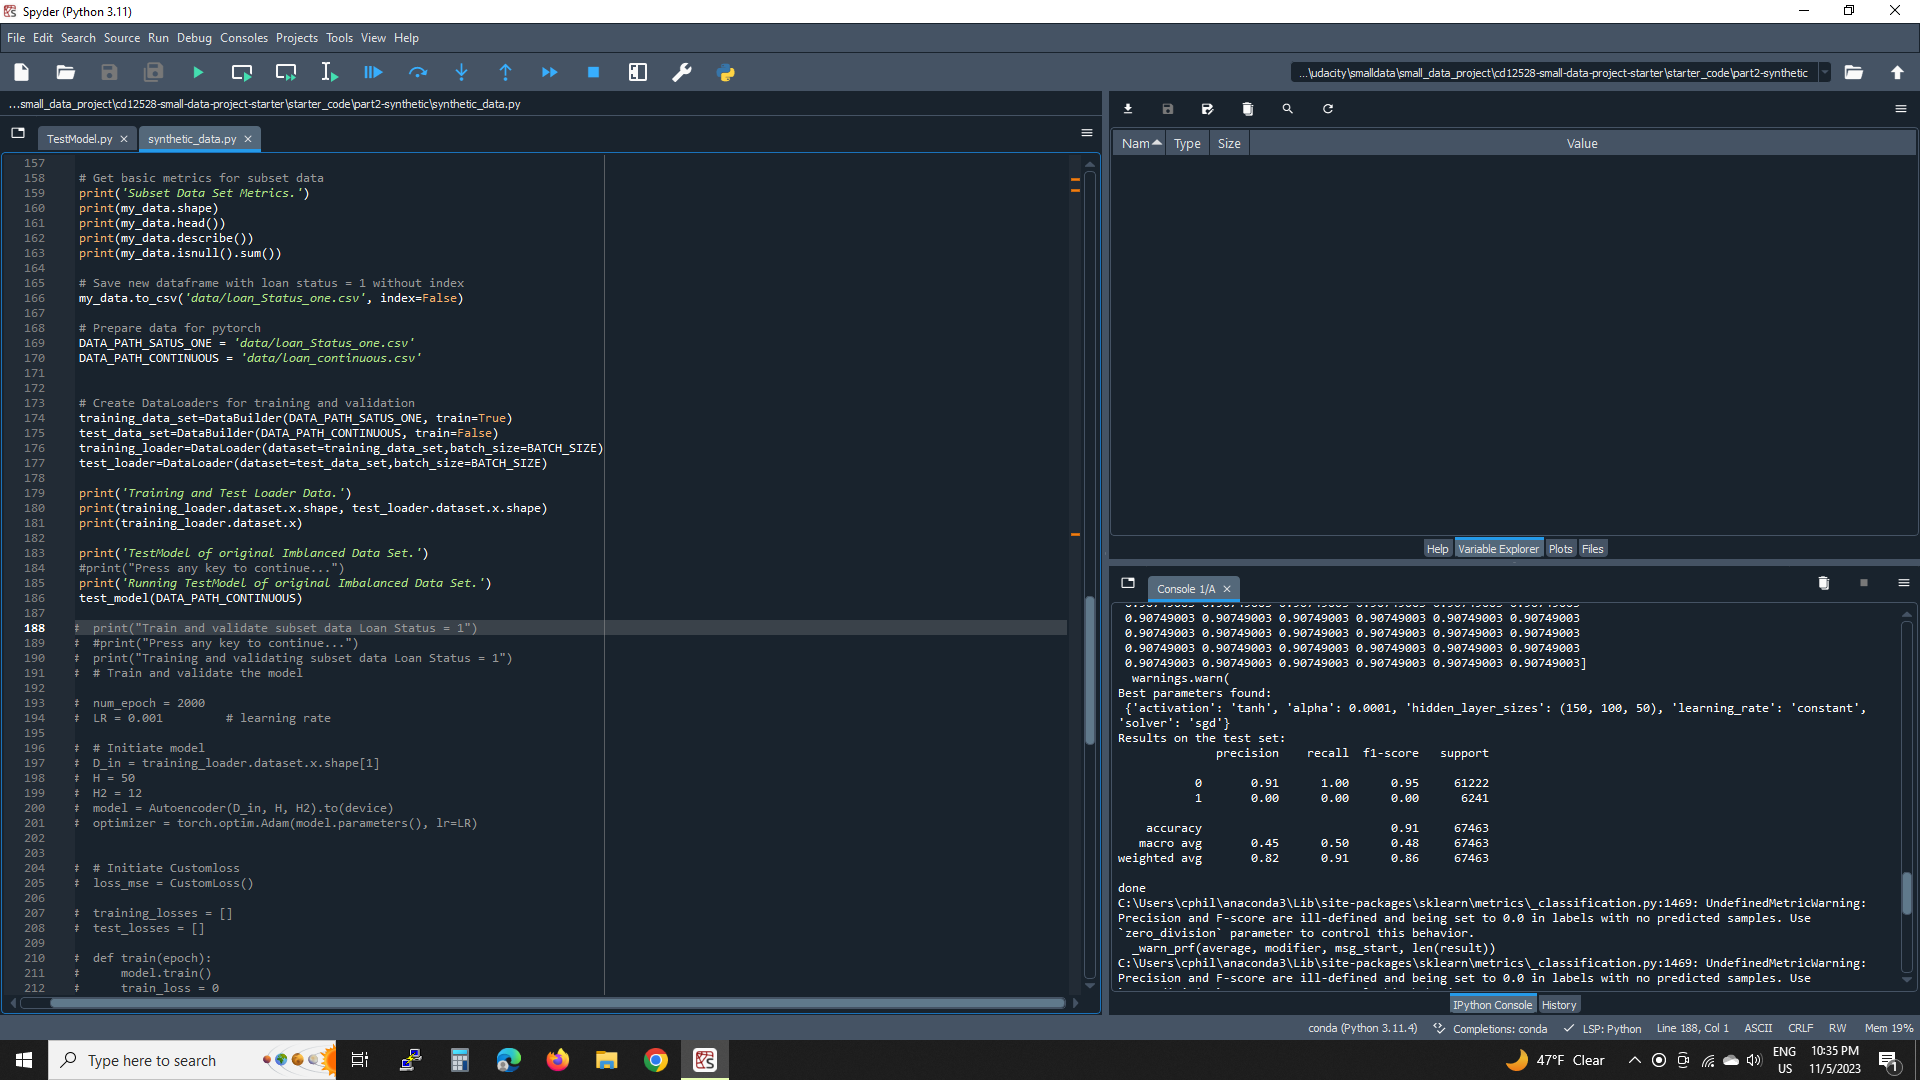 Spyder (Python 3.11)
File Edit Search Source Run Debug Consoles Projects Tools View Help
...\udacity\smalldata\small_data_project\cd12528-small-data-project-starter\starter_code\part2-synthetic
...small_data_project\cd12528-small-data-project-starter\starter_code\part2-synthetic\synthetic_data.py
TestModel.py
synthetic_data.py
157
158 # Get basic metrics for subset data
159 print('Subset Data Set Metrics.')
160 print(my_data.shape)
161 print(my_data.head())
162 print(my_data.describe())
163 print(my_data.isnull().sum())
164
165 # Save new dataframe with loan status = 1 without index
166 my_data.to_csv('data/loan_Status_one.csv', index=False)
167
168 # Prepare data for pytorch
169 DATA_PATH_SATUS_ONE = 'data/loan_Status_one.csv'
170 DATA_PATH_CONTINUOUS = 'data/loan_continuous.csv'
171
172
173 # Create DataLoaders for training and validation
174 training_data_set=DataBuilder(DATA_PATH_SATUS_ONE, train=True)
175 test_data_set=DataBuilder(DATA_PATH_CONTINUOUS, train=False)
176 training_loader=DataLoader(dataset=training_data_set,batch_size=BATCH_SIZE)
177 test_loader=DataLoader(dataset=test_data_set,batch_size=BATCH_SIZE)
178
179 print('Training and Test Loader Data.')
180 print(training_loader.dataset.x.shape, test_loader.dataset.x.shape)
181 print(training_loader.dataset.x)
182
183 print('TestModel of original Imblanced Data Set.')
184 #print("Press any key to continue...")
185 print('Running TestModel of original Imbalanced Data Set.')
186 test_model(DATA_PATH_CONTINUOUS)
187
188 # print("Train and validate subset data Loan Status = 1")
189 # #print("Press any key to continue...")
190 # print("Training and validating subset data Loan Status = 1")
191 # # Train and validate the model
192
193 # num_epoch = 2000
194 # LR = 0.001 # learning rate
195
196 # # Initiate model
197 # D_in = training_loader.dataset.x.shape[1]
198 # H = 50
199 # H2 = 12
200 # model = Autoencoder(D_in, H, H2).to(device)
201 # optimizer = torch.optim.Adam(model.parameters(), lr=LR)
202
203
204 # # Initiate Customloss
205 # loss_mse = CustomLoss()
206
207 # training_losses = []
208 # test_losses = []
209
210 # def train(epoch):
211 # model.train()
212 # train_loss = 0
Nam Type Size Value
Help Variable Explorer Plots Files
Console 1/A
0.90749003 0.90749003 0.90749003 0.90749003 0.90749003 0.90749003
0.90749003 0.90749003 0.90749003 0.90749003 0.90749003 0.90749003
0.90749003 0.90749003 0.90749003 0.90749003 0.90749003 0.90749003
0.90749003 0.90749003 0.90749003 0.90749003 0.90749003 0.90749003
0.90749003 0.90749003 0.90749003 0.90749003 0.90749003 0.90749003]
warnings.warn(
Best parameters found:
{'activation': 'tanh', 'alpha': 0.0001, 'hidden_layer_sizes': (150, 100, 50), 'learning_rate': 'constant',
'solver': 'sgd'}
Results on the test set:
precision recall f1-score support
0 0.91 1.00 0.95 61222
1 0.00 0.00 0.00 6241
accuracy 0.91 67463
macro avg 0.45 0.50 0.48 67463
weighted avg 0.82 0.91 0.86 67463
done
C:\Users\cphil\anaconda3\Lib\site-packages\sklearn\metrics\_classification.py:1469: UndefinedMetricWarning:
Precision and F-score are ill-defined and being set to 0.0 in labels with no predicted samples. Use
`zero_division` parameter to control this behavior.
_warn_prf(average, modifier, msg_start, len(result))
C:\Users\cphil\anaconda3\Lib\site-packages\sklearn\metrics\_classification.py:1469: UndefinedMetricWarning:
Precision and F-score are ill-defined and being set to 0.0 in labels with no predicted samples. Use
IPython Console History
conda (Python 3.11.4) Completions: conda LSP: Python Line 188, Col 1 ASCII CRLF RW Mem 19%
Type here to search
47°F Clear
ENG
US
10:35 PM
11/5/2023
1